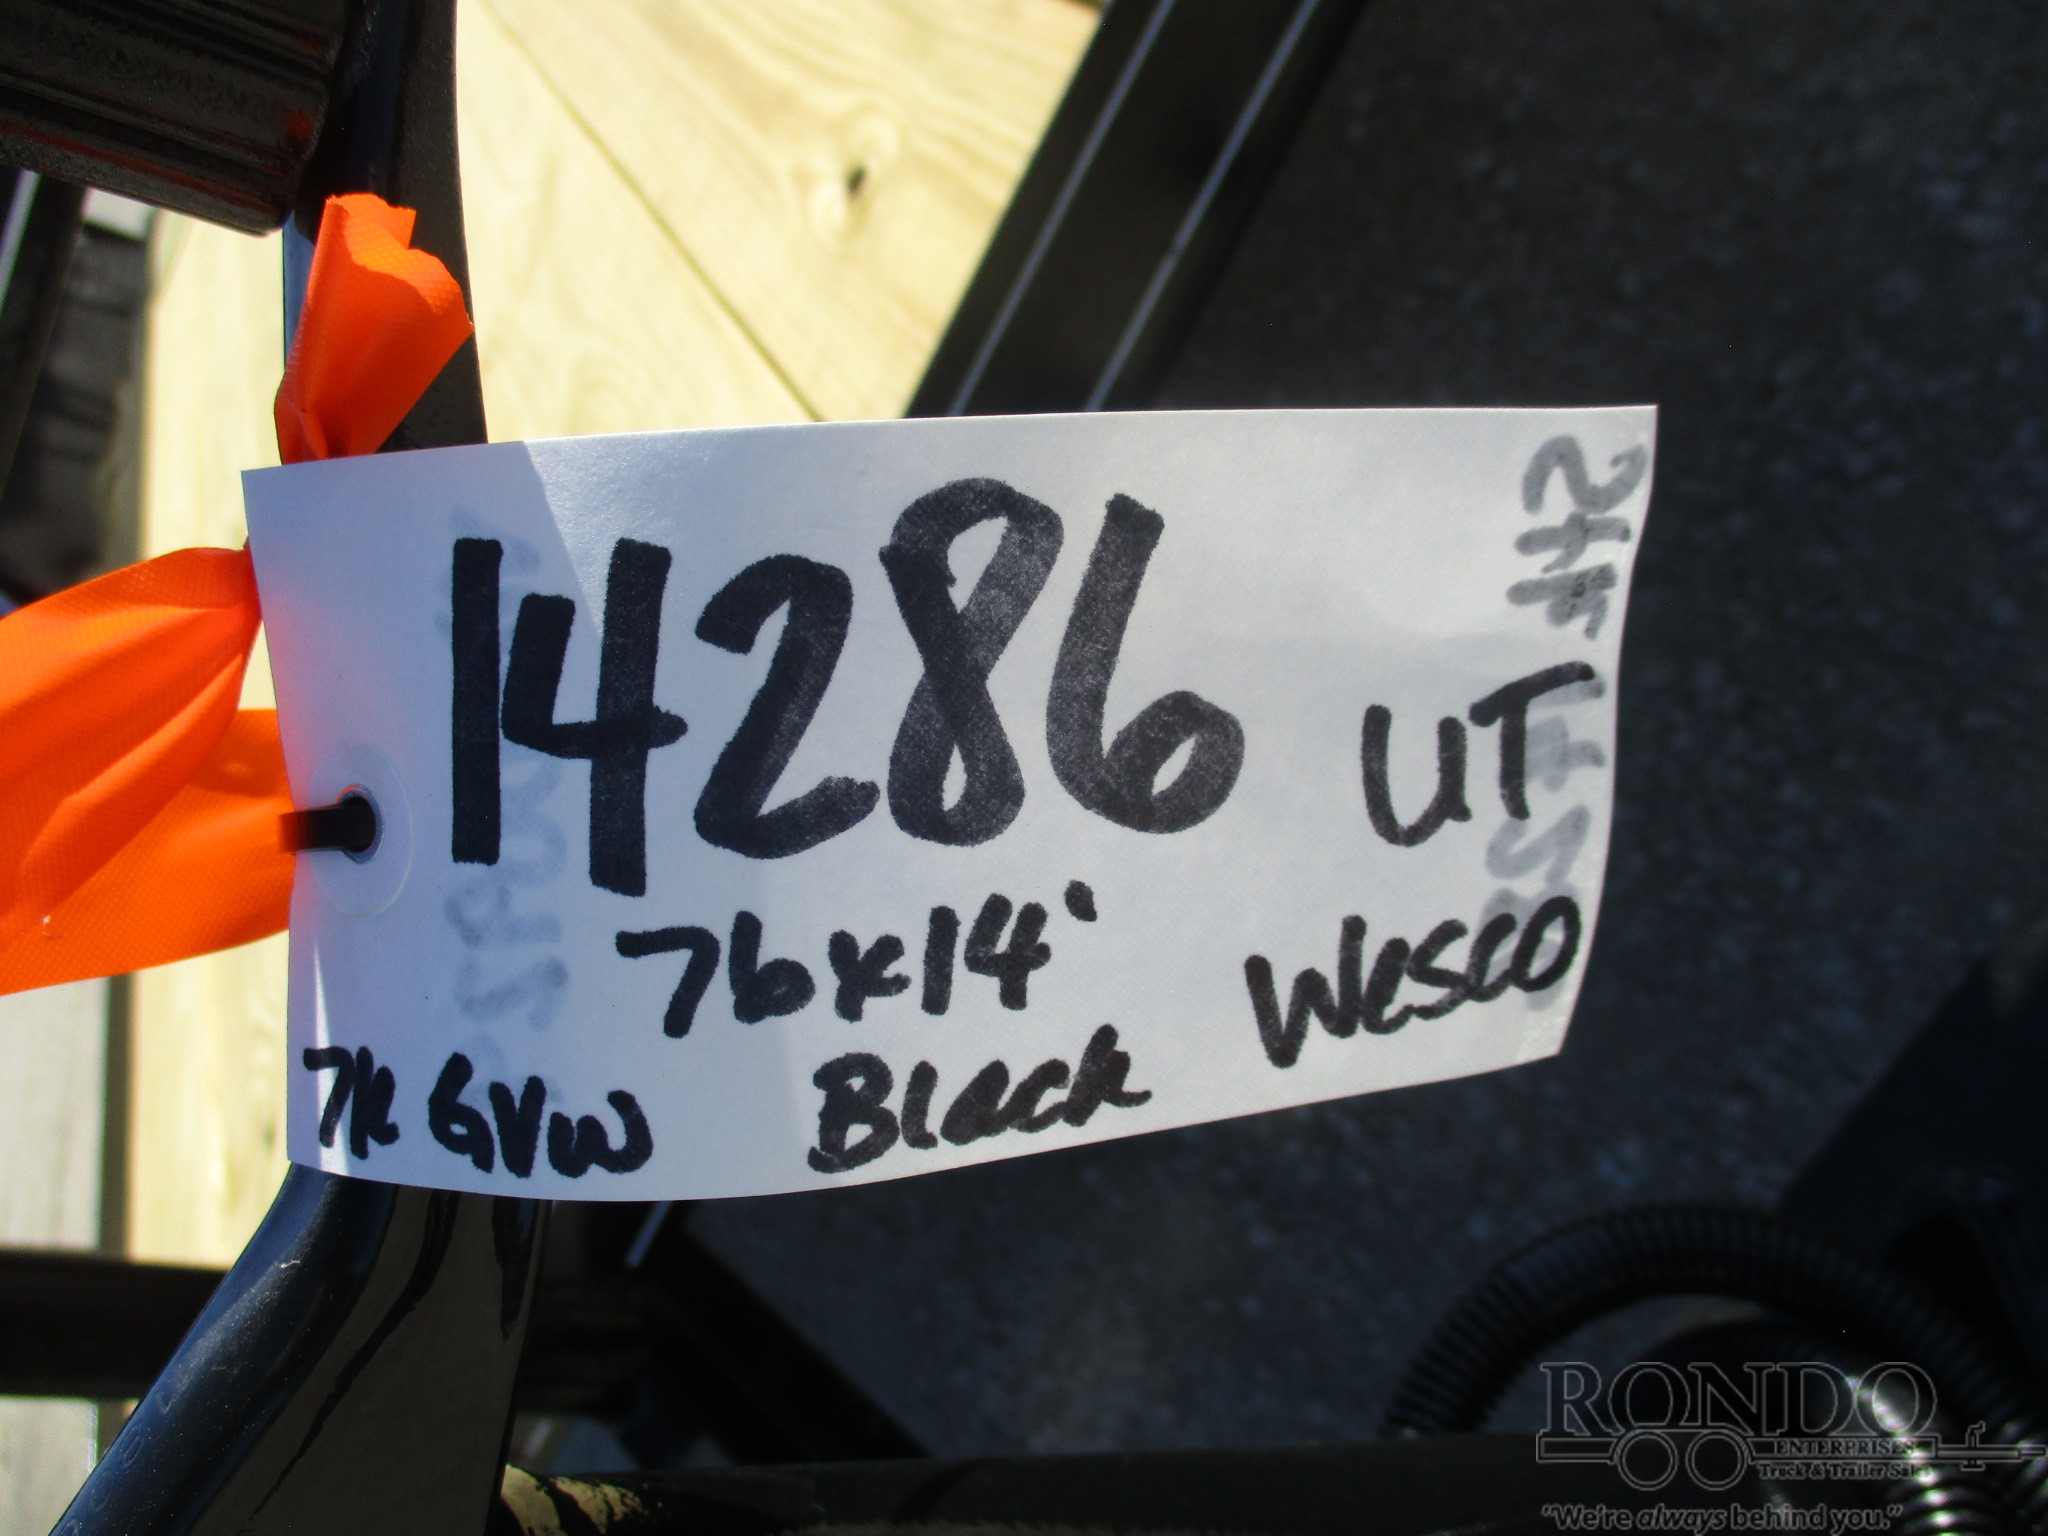 14286
UT
76x14'
Wesco
7k GVW
Black
RONDO
ENTERPRISES
Truck & Trailer Sales
"We're always behind you."